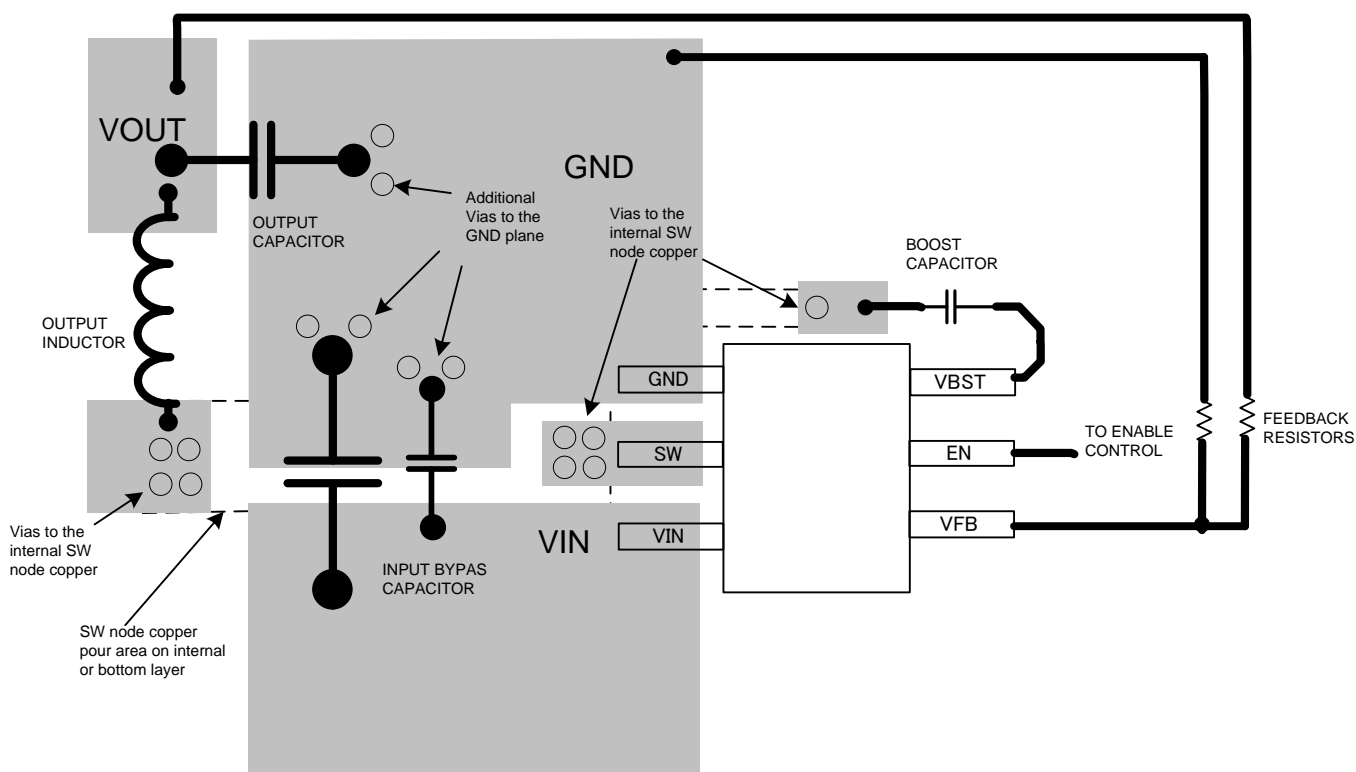 VOUT
GND
OUTPUT
CAPACITOR
Additional
Vias to the
GND plane
Vias to the
internal SW
node copper
BOOST
CAPACITOR
OUTPUT
INDUCTOR
GND
VBST
SW
EN
TO ENABLE
CONTROL
FEEDBACK
RESISTORS
VIN
VIN
VFB
Vias to the
internal SW
node copper
INPUT BYPAS
CAPACITOR
SW node copper
pour area on internal
or bottom layer